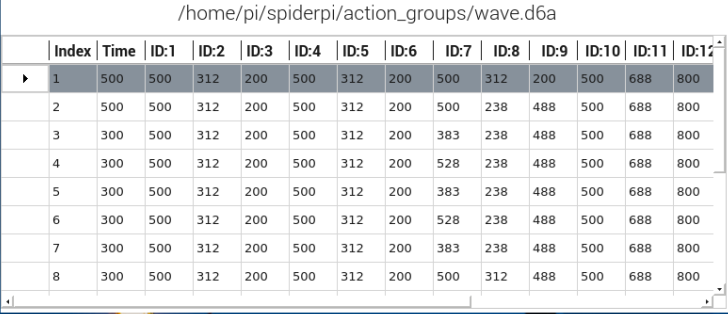 /home/pi/spiderpi/action_groups/wave.d6a
Index Time ID:1 ID:2 ID:3 ID:4 ID:5 ID:6 ID:7 ID:8 ID:9 ID:10 ID:11 ID:12
1 500 500 312 200 500 312 200 500 312 200 500 688 800
2 500 500 312 200 500 312 200 500 238 488 500 688 800
3 300 500 312 200 500 312 200 383 238 488 500 688 800
4 300 500 312 200 500 312 200 528 238 488 500 688 800
5 300 500 312 200 500 312 200 383 238 488 500 688 800
6 300 500 312 200 500 312 200 528 238 488 500 688 800
7 300 500 312 200 500 312 200 383 238 488 500 688 800
8 300 500 312 200 500 312 200 500 312 488 500 688 800